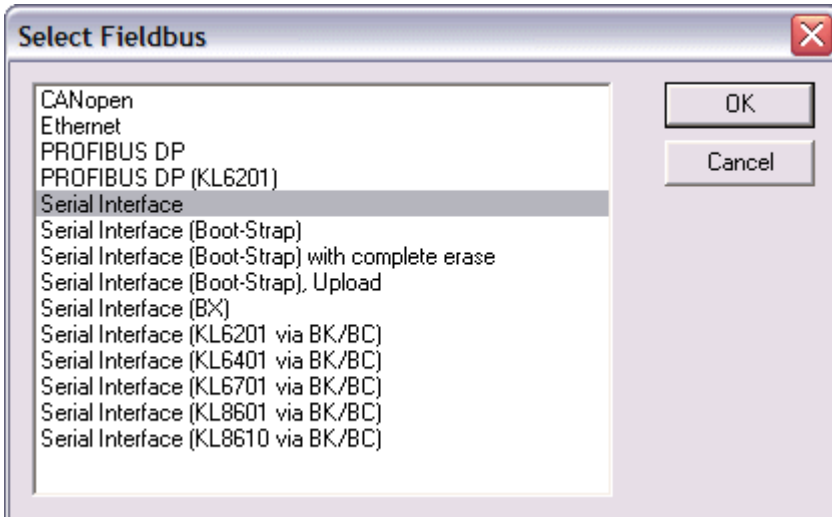 Select Fieldbus
CANopen
Ethernet
PROFIBUS DP
PROFIBUS DP (KL6201)
Serial Interface
Serial Interface (Boot-Strap)
Serial Interface (Boot-Strap) with complete erase
Serial Interface (Boot-Strap), Upload
Serial Interface (BX)
Serial Interface (KL6201 via BK/BC)
Serial Interface (KL6401 via BK/BC)
Serial Interface (KL6701 via BK/BC)
Serial Interface (KL8601 via BK/BC)
Serial Interface (KL8610 via BK/BC)
OK
Cancel